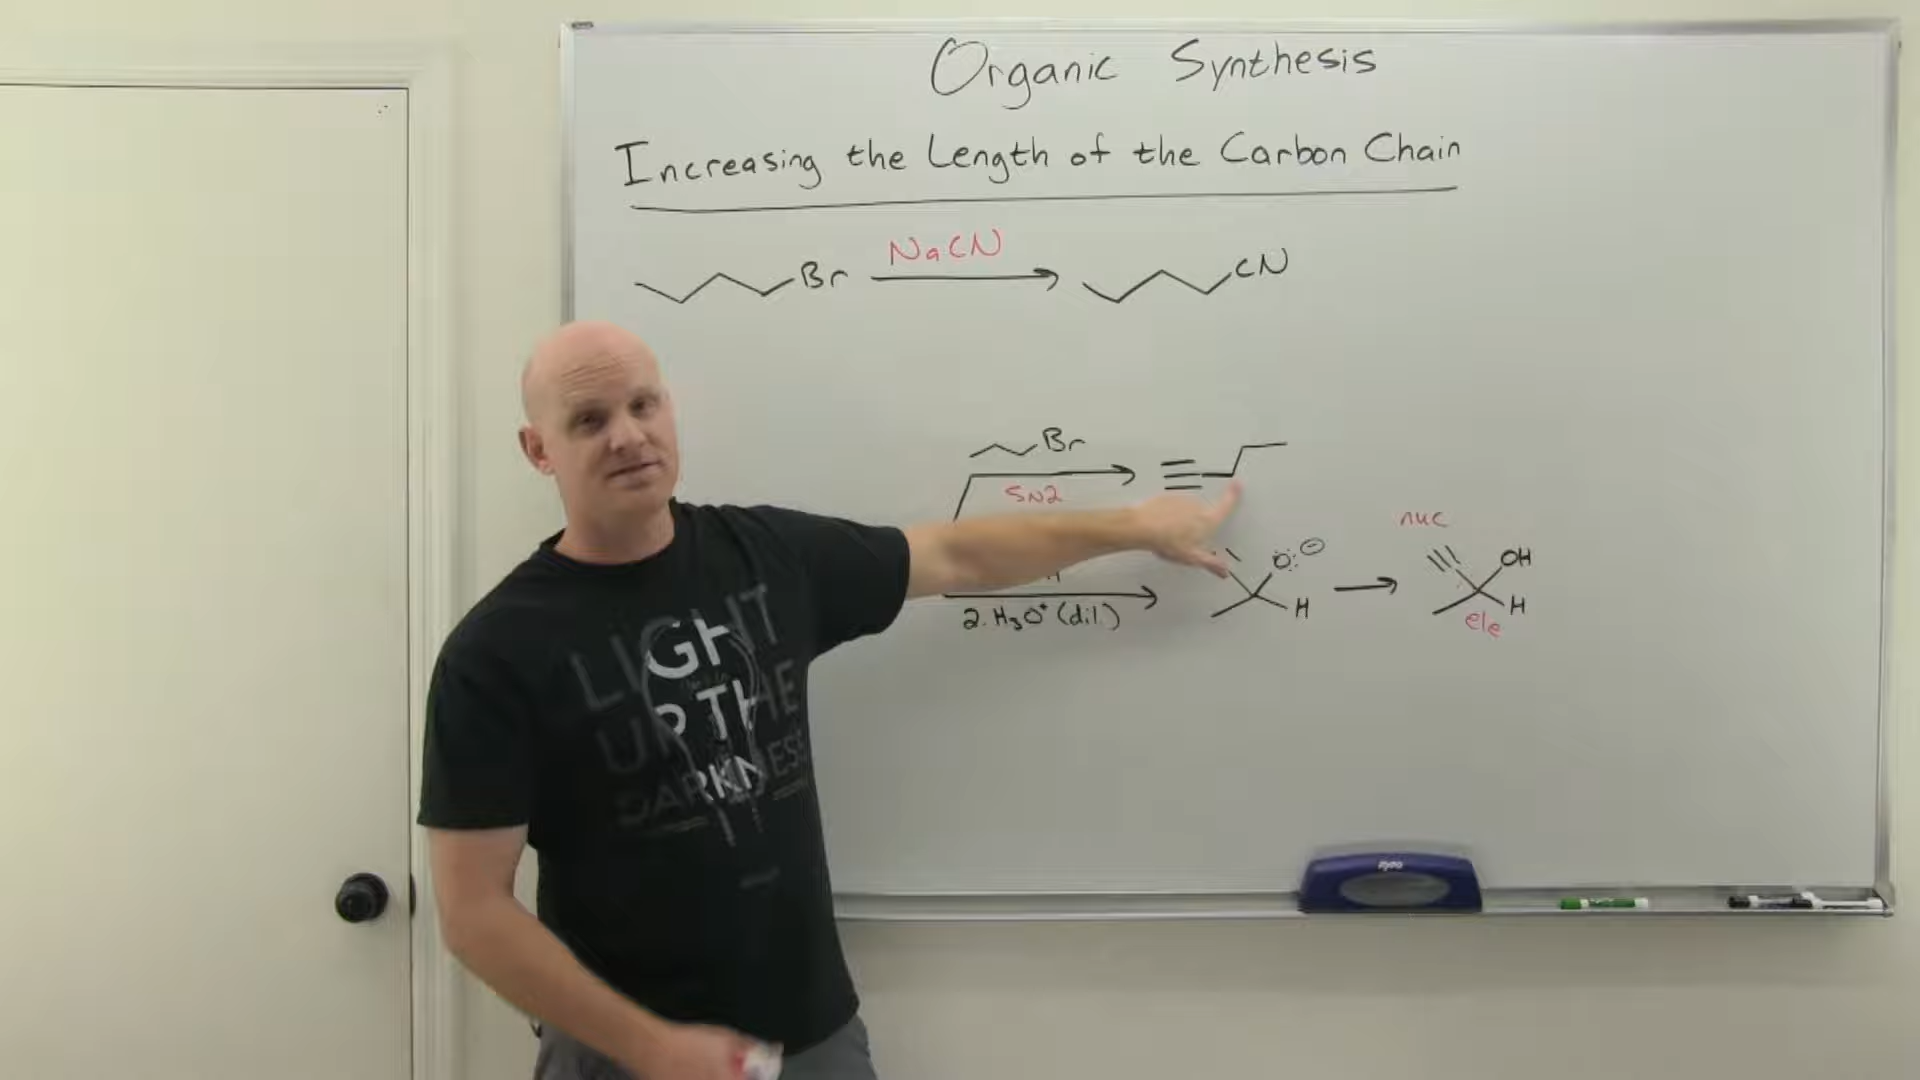 Organic Synthesis
Increasing the Length of the Carbon Chain
Br NaCN CN
Br
SN2
nuc
O: ⊖ OH
H H
2. H₃O⁺ (dil.)
ele
LIGHT
UP THE
DARKNESS
EXPO